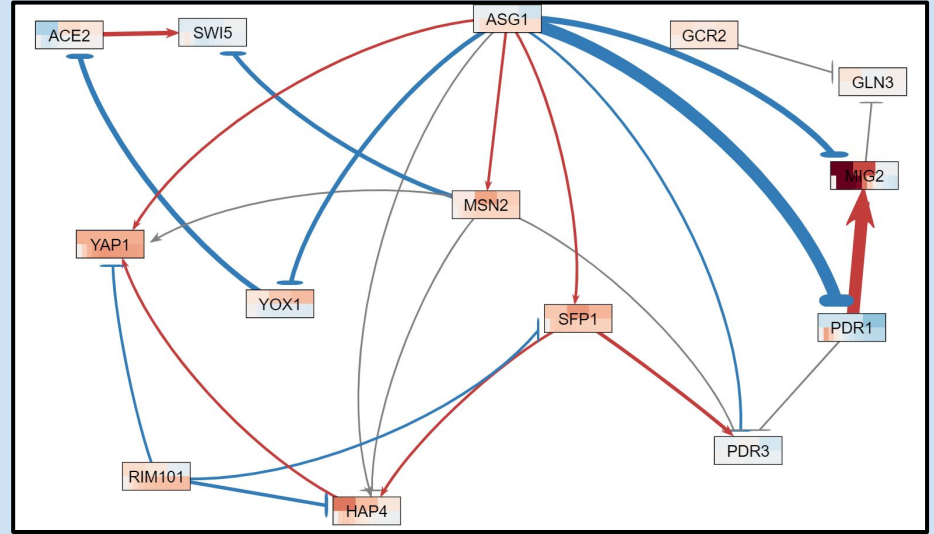 ASG1
ACE2
SWI5
GCR2
GLN3
MIG2
MSN2
YAP1
YOX1
SFP1
PDR1
PDR3
RIM101
HAP4